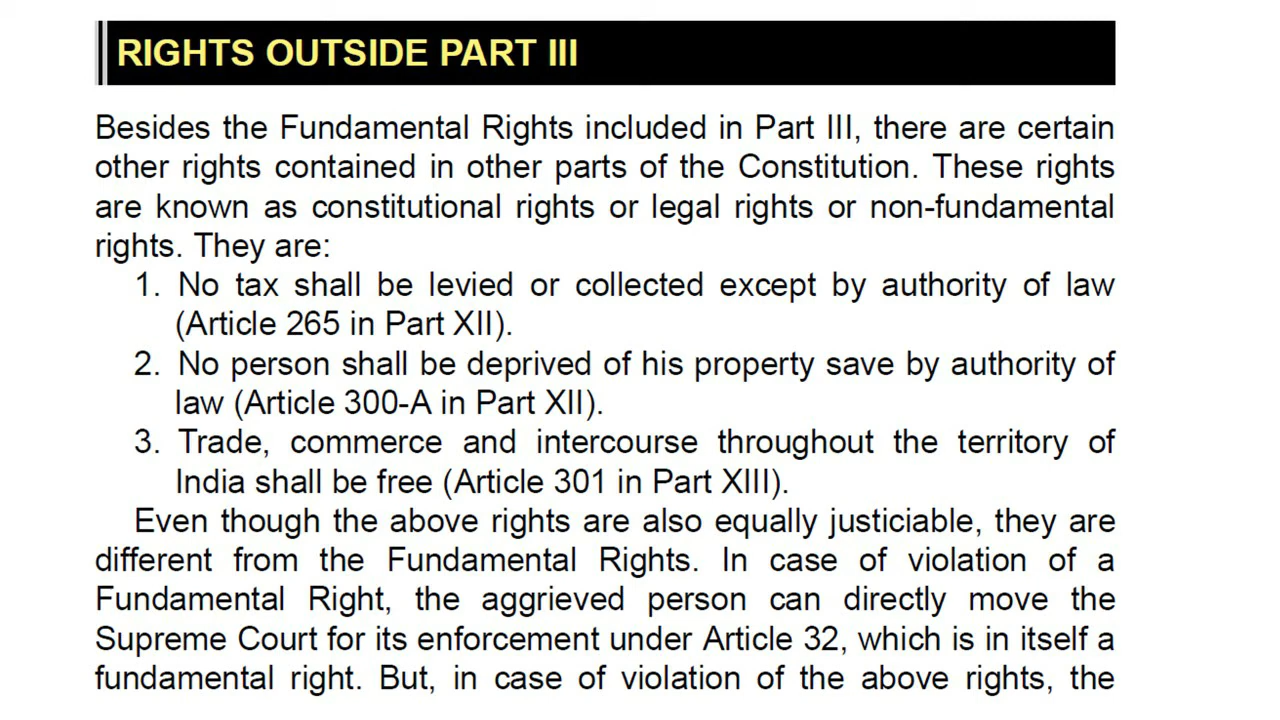 RIGHTS OUTSIDE PART III
Besides the Fundamental Rights included in Part III, there are certain
other rights contained in other parts of the Constitution. These rights
are known as constitutional rights or legal rights or non-fundamental
rights. They are:
1. No tax shall be levied or collected except by authority of law
(Article 265 in Part XII).
2. No person shall be deprived of his property save by authority of
law (Article 300-A in Part XII).
3. Trade, commerce and intercourse throughout the territory of
India shall be free (Article 301 in Part XIII).
Even though the above rights are also equally justiciable, they are
different from the Fundamental Rights. In case of violation of a
Fundamental Right, the aggrieved person can directly move the
Supreme Court for its enforcement under Article 32, which is in itself a
fundamental right. But, in case of violation of the above rights, the